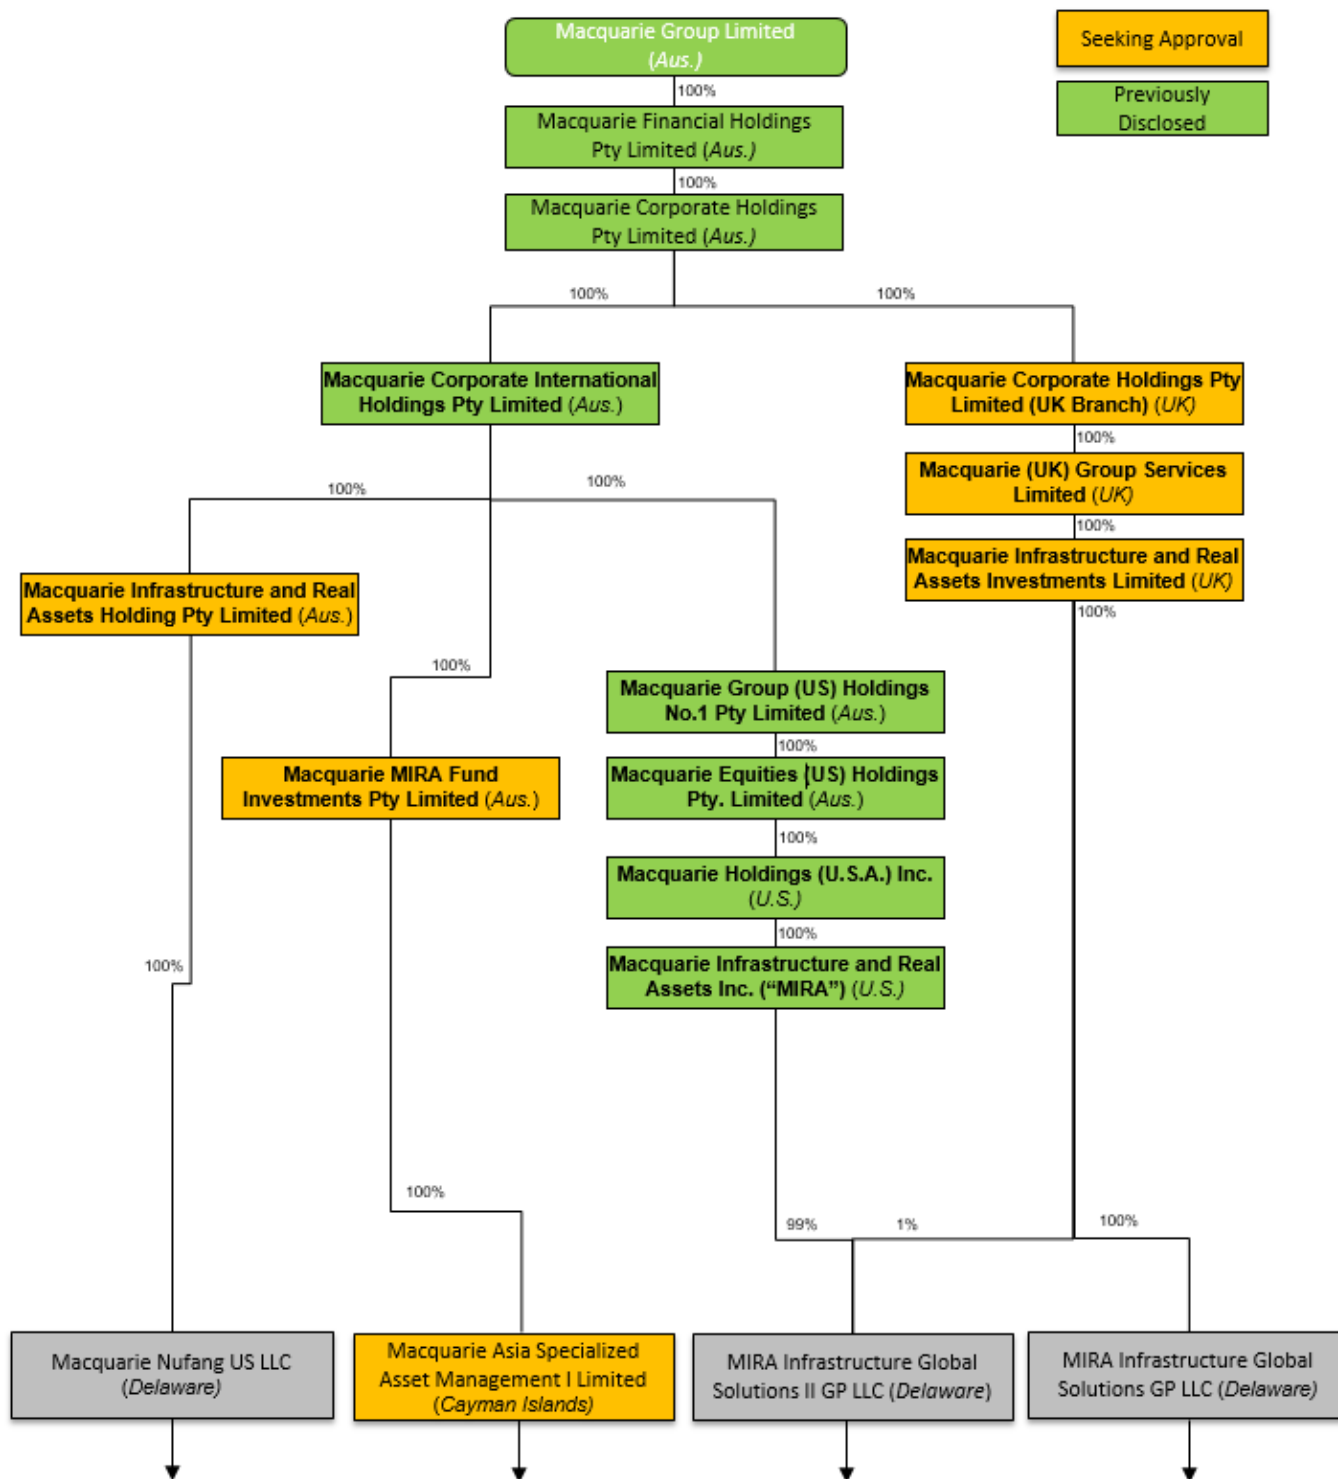 Macquarie Group Limited
(Aus.)
Seeking Approval
100%
Previously
Disclosed
Macquarie Financial Holdings
Pty Limited (Aus.)
100%
Macquarie Corporate Holdings
Pty Limited (Aus.)
100%
100%
Macquarie Corporate International
Holdings Pty Limited (Aus.)
Macquarie Corporate Holdings Pty
Limited (UK Branch) (UK)
100%
Macquarie (UK) Group Services
Limited (UK)
100%
100%
100%
Macquarie Infrastructure and Real
Assets Investments Limited (UK)
100%
Macquarie Infrastructure and Real
Assets Holding Pty Limited (Aus.)
100%
Macquarie Group (US) Holdings
No.1 Pty Limited (Aus.)
100%
Macquarie MIRA Fund
Investments Pty Limited (Aus.)
Macquarie Equities (US) Holdings
Pty. Limited (Aus.)
100%
Macquarie Holdings (U.S.A.) Inc.
(U.S.)
100%
Macquarie Infrastructure and Real
Assets Inc. (“MIRA”) (U.S.)
100%
100%
99%
1%
100%
Macquarie Nufang US LLC
(Delaware)
Macquarie Asia Specialized
Asset Management I Limited
(Cayman Islands)
MIRA Infrastructure Global
Solutions II GP LLC (Delaware)
MIRA Infrastructure Global
Solutions GP LLC (Delaware)